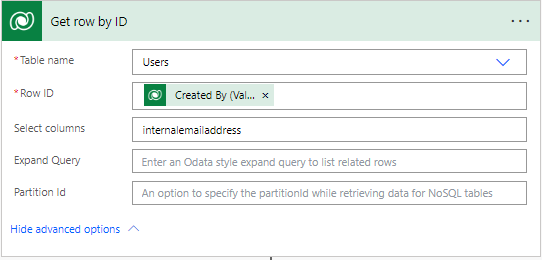 Get row by ID
...
* Table name
Users
* Row ID
Created By (Val... ×
Select columns
internalemailaddress
Expand Query
Enter an Odata style expand query to list related rows
Partition Id
An option to specify the partitionId while retrieving data for NoSQL tables
Hide advanced options